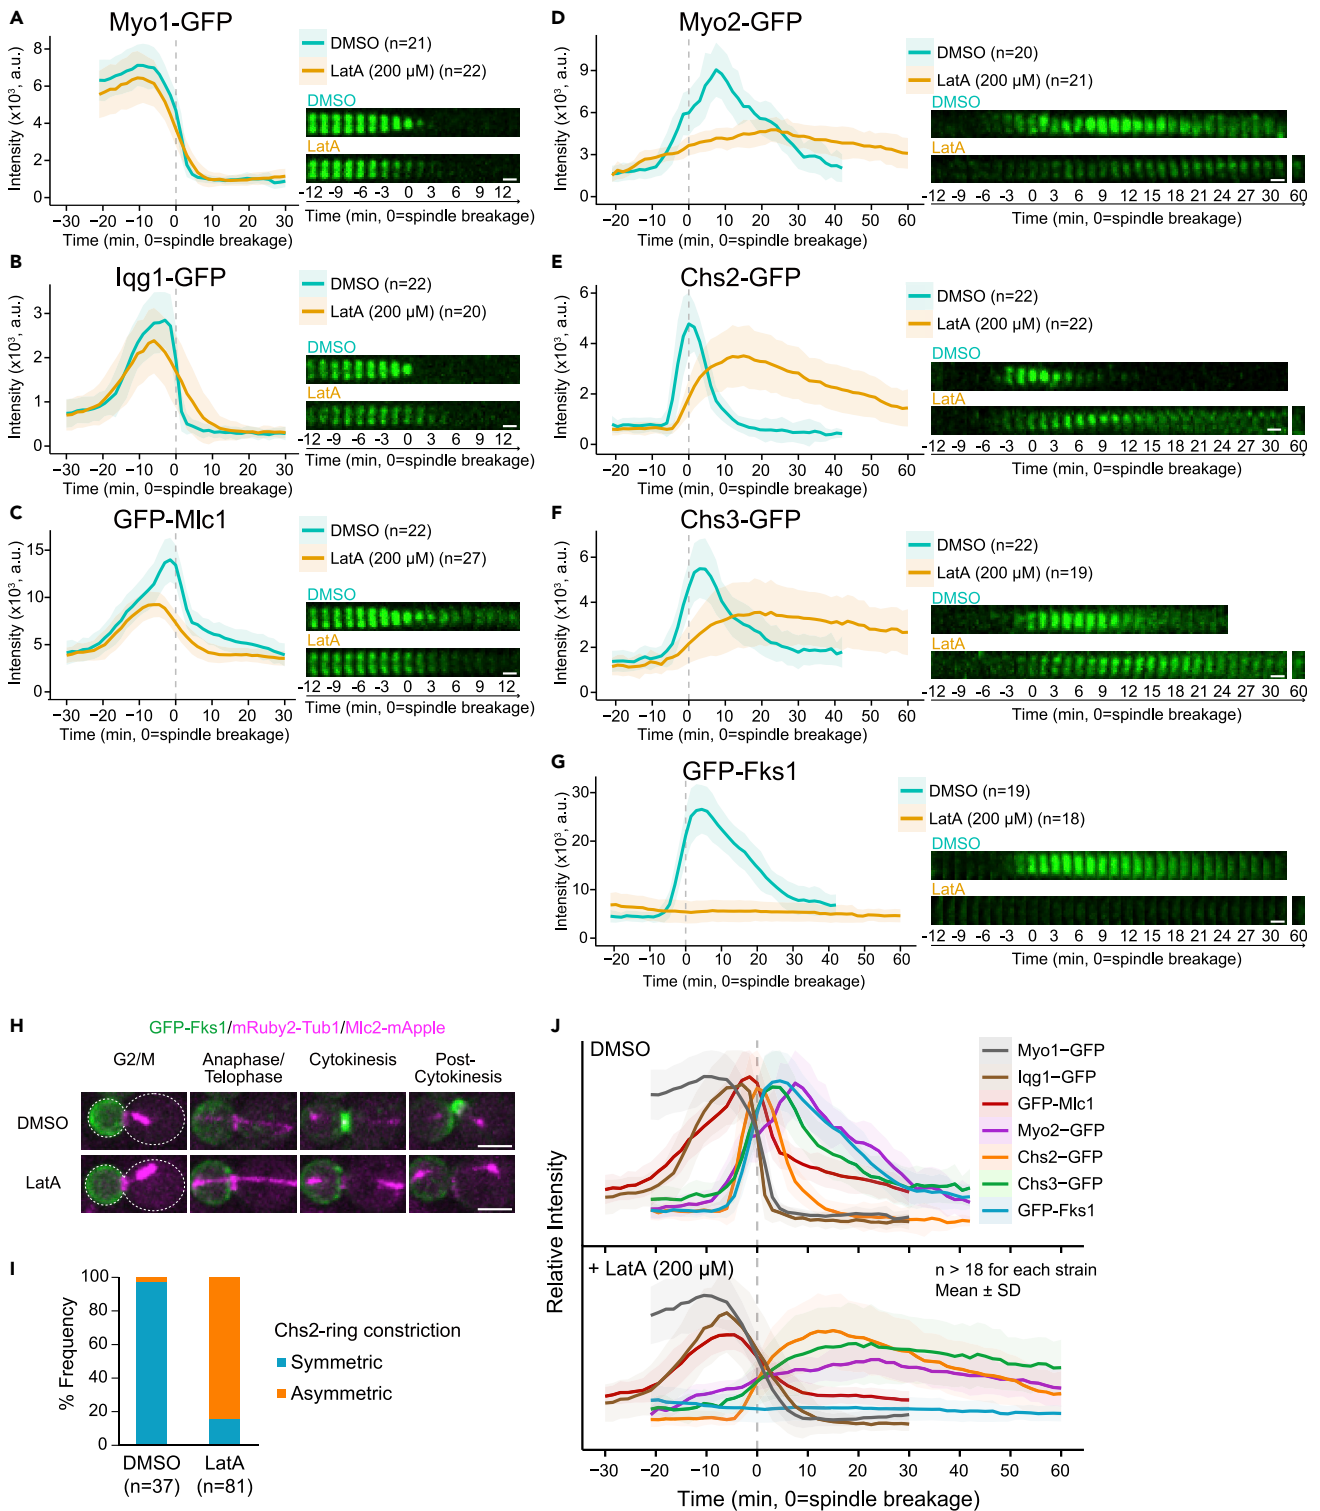 A
Myo1-GFP
Intensity (x10³, a.u.)
8
6
4
2
0
−30 −20 −10 0 10 20 30
Time (min, 0=spindle breakage)
DMSO (n=21)
LatA (200 µM) (n=22)
DMSO
LatA
-12 -9 -6 -3 0 3 6 9 12
Time (min, 0=spindle breakage)
B
Iqg1-GFP
Intensity (x10³, a.u.)
3
2
1
0
−30 −20 −10 0 10 20 30
Time (min, 0=spindle breakage)
DMSO (n=22)
LatA (200 µM) (n=20)
DMSO
LatA
-12 -9 -6 -3 0 3 6 9 12
Time (min, 0=spindle breakage)
C
GFP-Mlc1
Intensity (x10³, a.u.)
15
10
5
0
−30 −20 −10 0 10 20 30
Time (min, 0=spindle breakage)
DMSO (n=22)
LatA (200 µM) (n=27)
DMSO
LatA
-12 -9 -6 -3 0 3 6 9 12
Time (min, 0=spindle breakage)
D
Myo2-GFP
Intensity (x10³, a.u.)
9
6
3
0
−20 −10 0 10 20 30 40 50 60
Time (min, 0=spindle breakage)
DMSO (n=20)
LatA (200 µM) (n=21)
DMSO
LatA
-12 -9 -6 -3 0 3 6 9 12 15 18 21 24 27 30 60
Time (min, 0=spindle breakage)
E
Chs2-GFP
Intensity (x10³, a.u.)
6
4
2
0
−20 −10 0 10 20 30 40 50 60
Time (min, 0=spindle breakage)
DMSO (n=22)
LatA (200 µM) (n=22)
DMSO
LatA
-12 -9 -6 -3 0 3 6 9 12 15 18 21 24 27 30 60
Time (min, 0=spindle breakage)
F
Chs3-GFP
Intensity (x10³, a.u.)
6
4
2
0
−20 −10 0 10 20 30 40 50 60
Time (min, 0=spindle breakage)
DMSO (n=22)
LatA (200 µM) (n=19)
DMSO
LatA
-12 -9 -6 -3 0 3 6 9 12 15 18 21 24 27 30 60
Time (min, 0=spindle breakage)
G
GFP-Fks1
Intensity (x10³, a.u.)
30
20
10
0
−20 −10 0 10 20 30 40 50 60
Time (min, 0=spindle breakage)
DMSO (n=19)
LatA (200 µM) (n=18)
DMSO
LatA
-12 -9 -6 -3 0 3 6 9 12 15 18 21 24 27 30 60
Time (min, 0=spindle breakage)
H
GFP-Fks1/mRuby2-Tub1/Mlc2-mApple
G2/M
Anaphase/
Telophase
Cytokinesis
Post-
Cytokinesis
DMSO
LatA
I
% Frequency
100
80
60
40
20
0
DMSO
(n=37)
LatA
(n=81)
Chs2-ring constriction
Symmetric
Asymmetric
J
DMSO
Relative Intensity
Myo1−GFP
Iqg1−GFP
GFP−Mlc1
Myo2−GFP
Chs2−GFP
Chs3−GFP
GFP−Fks1
+ LatA (200 µM)
n > 18 for each strain
Mean ± SD
−30 −20 −10 0 10 20 30 40 50 60
Time (min, 0=spindle breakage)